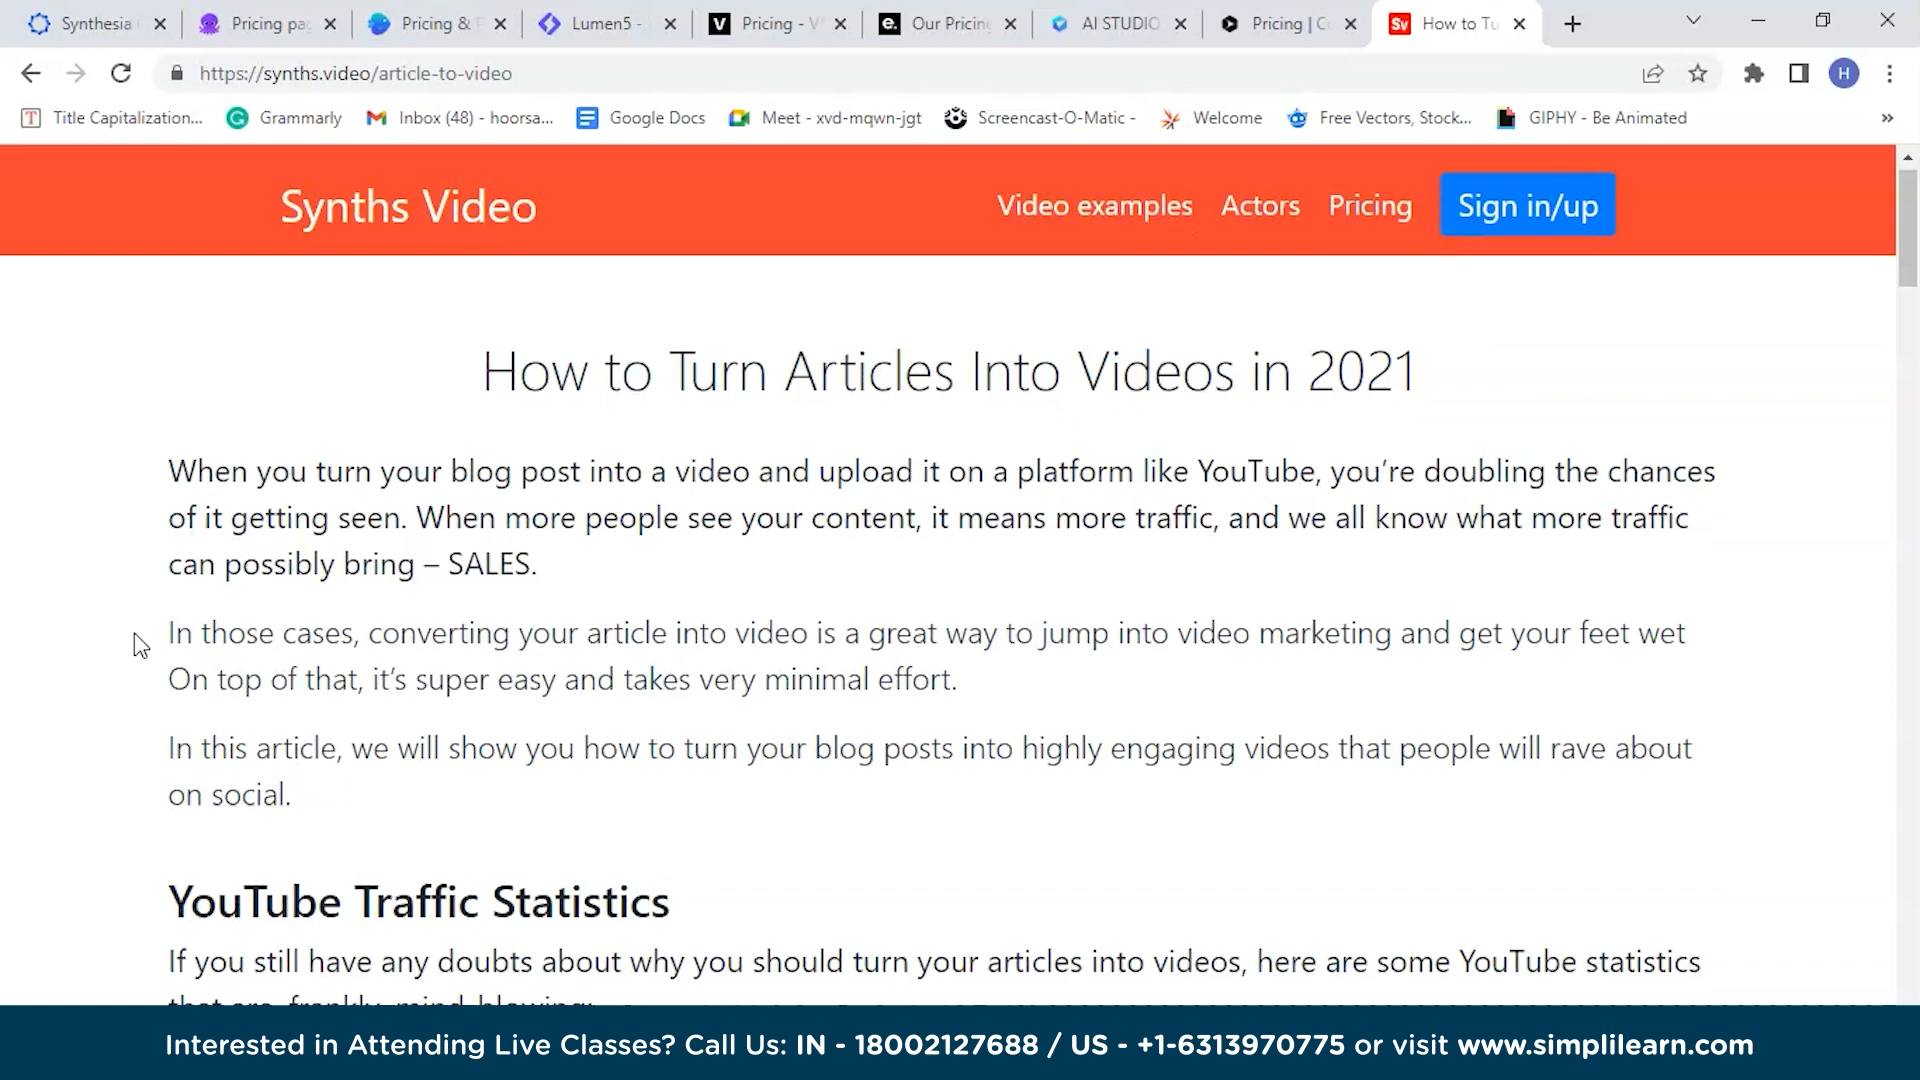 Synthesia
Pricing pa
Pricing &
Lumen5 -
V
Pricing - V
e.
Our Pricing
AI STUDIO
Pricing | C
Sv
How to Tu
https://synths.video/article-to-video
H
T
Title Capitalization...
Grammarly
Inbox (48) - hoorsa...
Google Docs
Meet - xvd-mqwn-jgt
Screencast-O-Matic -
Welcome
Free Vectors, Stock...
GIPHY - Be Animated
»
Synths Video
Video examples
Actors
Pricing
Sign in/up
How to Turn Articles Into Videos in 2021
When you turn your blog post into a video and upload it on a platform like YouTube, you’re doubling the chances
of it getting seen. When more people see your content, it means more traffic, and we all know what more traffic
can possibly bring – SALES.
In those cases, converting your article into video is a great way to jump into video marketing and get your feet wet
On top of that, it’s super easy and takes very minimal effort.
In this article, we will show you how to turn your blog posts into highly engaging videos that people will rave about
on social.
YouTube Traffic Statistics
If you still have any doubts about why you should turn your articles into videos, here are some YouTube statistics
that are, frankly, mind-blowing:
Interested in Attending Live Classes? Call Us: IN - 18002127688 / US - +1-6313970775 or visit www.simplilearn.com